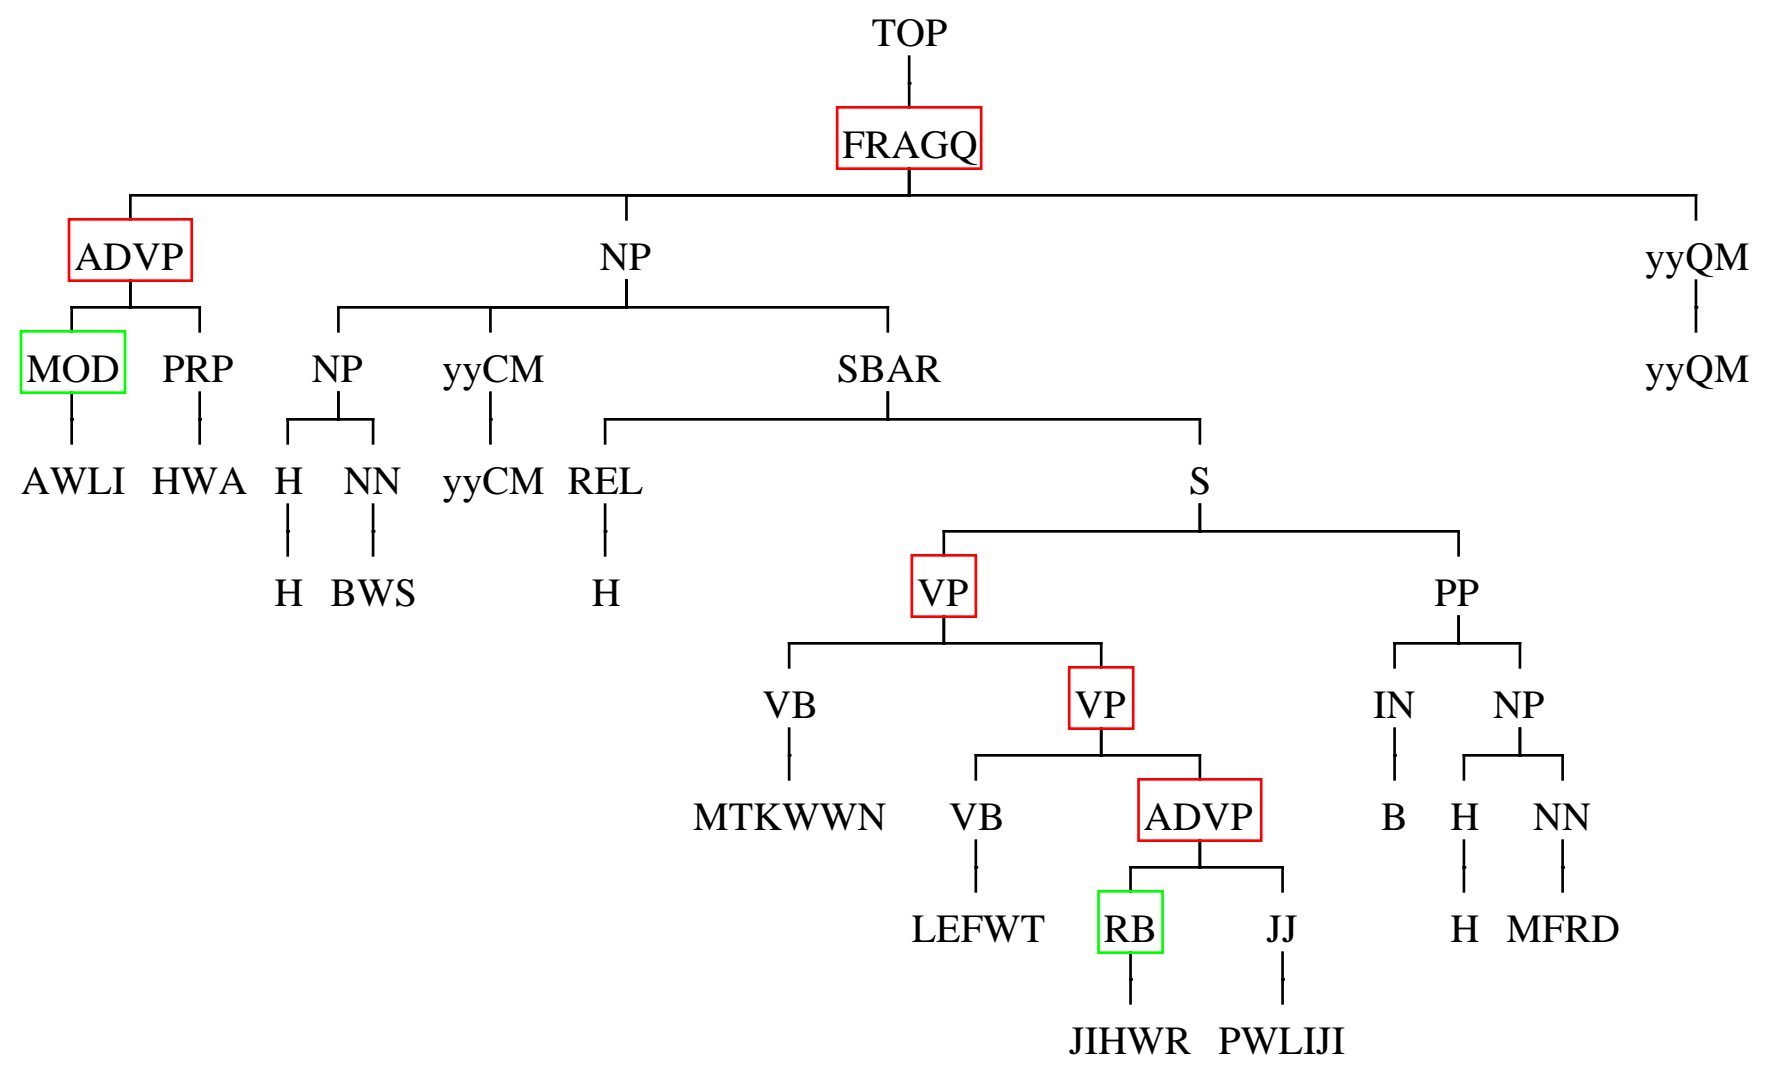 TOP
FRAGQ
ADVP NP yyQM
MOD PRP NP yyCM SBAR yyQM
AWLI HWA H NN yyCM REL S
H BWS H VP PP
VB VP IN NP
MTKWWN VB ADVP B H NN
LEFWT RB JJ H MFRD
JIHWR PWLIJI